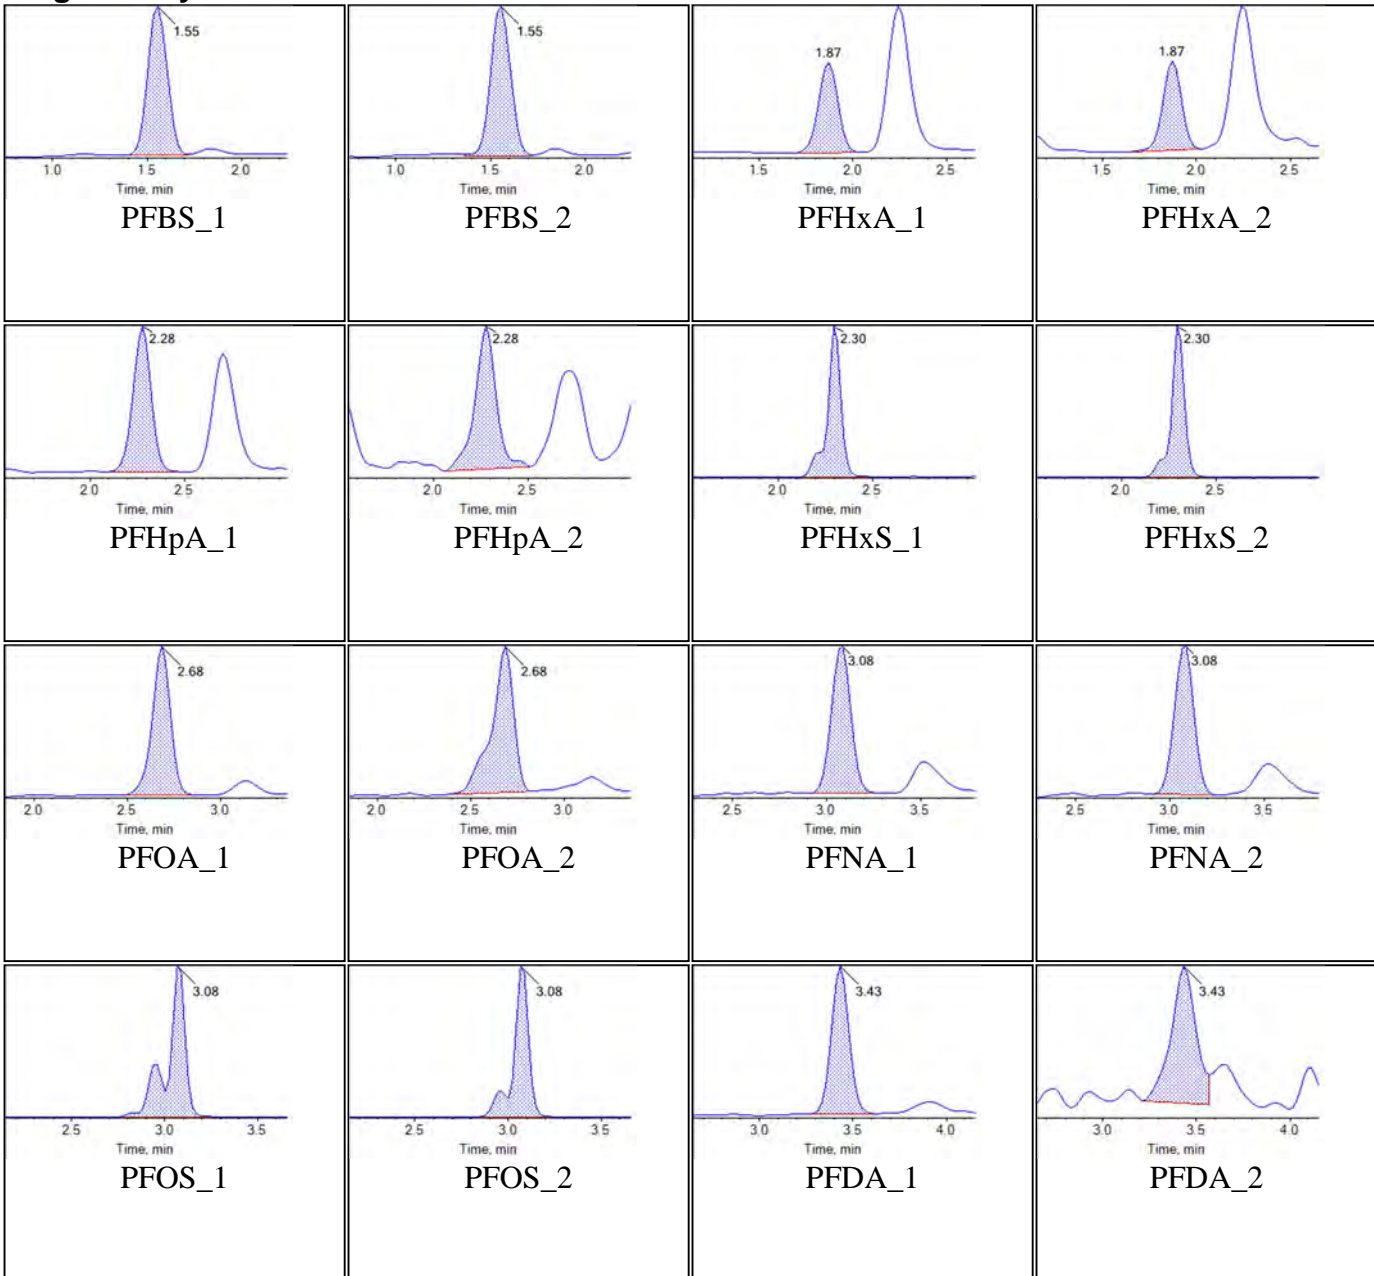 1.55 1.55 1.87 1.87
1.0 1.5 2.0 1.0 1.5 2.0 1.5 2.0 2.5 1.5 2.0 2.5
Time, min Time, min Time, min Time, min
PFBS_1 PFBS_2 PFHxA_1 PFHxA_2
2.28 2.28 2.30 2.30
2.0 2.5 2.0 2.5 2.0 2.5 2.0 2.5
Time, min Time, min Time, min Time, min
PFHpA_1 PFHpA_2 PFHxS_1 PFHxS_2
2.68 2.68 3.08 3.08
2.0 2.5 3.0 2.0 2.5 3.0 2.5 3.0 3.5 2.5 3.0 3.5
Time, min Time, min Time, min Time, min
PFOA_1 PFOA_2 PFNA_1 PFNA_2
3.08 3.08 3.43 3.43
2.5 3.0 3.5 2.5 3.0 3.5 3.0 3.5 4.0 3.0 3.5 4.0
Time, min Time, min Time, min Time, min
PFOS_1 PFOS_2 PFDA_1 PFDA_2